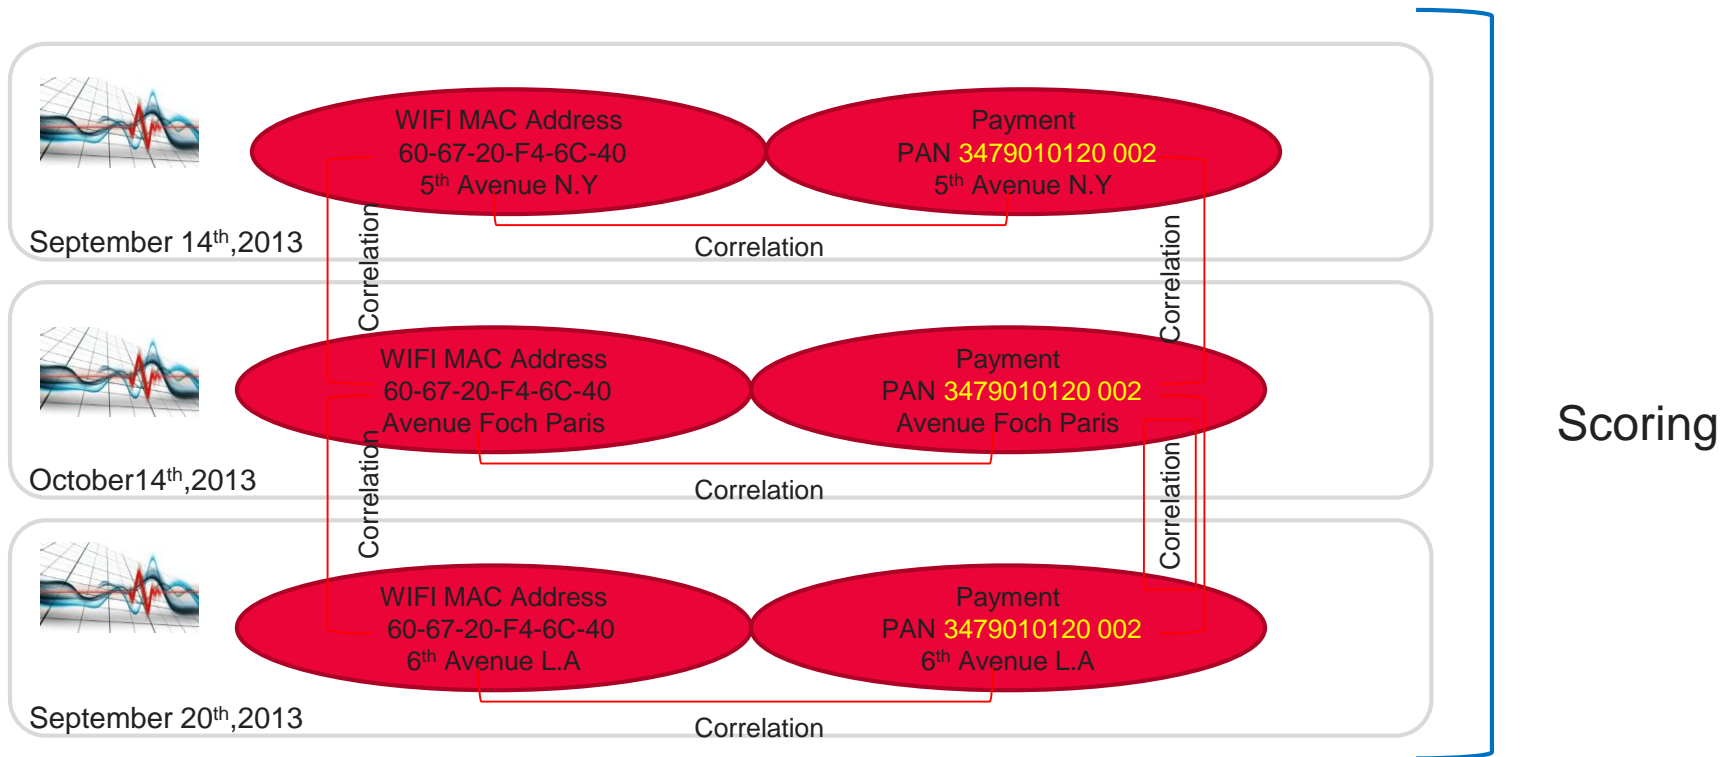 WIFI MAC Address
60-67-20-F4-6C-40
5th Avenue N.Y
Payment
PAN 3479010120 002
5th Avenue N.Y
September 14th,2013
Correlation
Correlation
Correlation
WIFI MAC Address
60-67-20-F4-6C-40
Avenue Foch Paris
Payment
PAN 3479010120 002
Avenue Foch Paris
Scoring
October14th,2013
Correlation
Correlation
Correlation
WIFI MAC Address
60-67-20-F4-6C-40
6th Avenue L.A
Payment
PAN 3479010120 002
6th Avenue L.A
September 20th,2013
Correlation